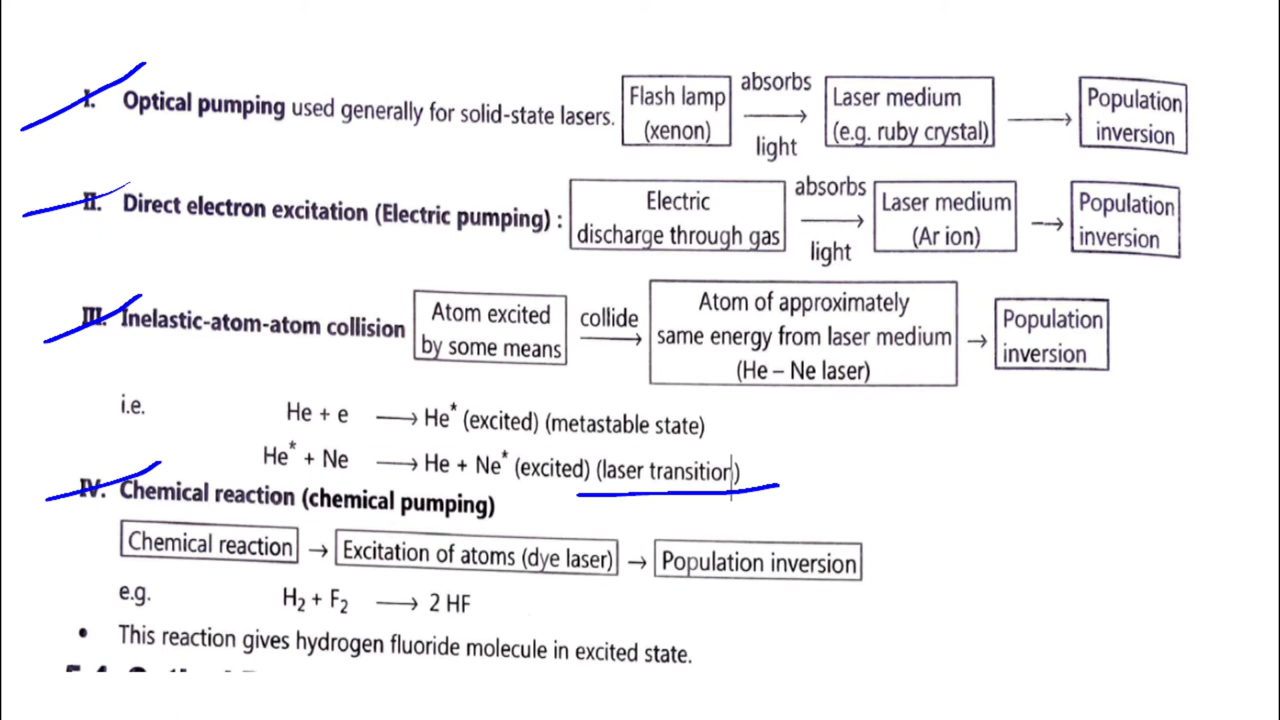 I. Optical pumping used generally for solid-state lasers. Flash lamp (xenon) absorbs → light Laser medium (e.g. ruby crystal) → Population inversion
II. Direct electron excitation (Electric pumping) : Electric discharge through gas absorbs → light Laser medium (Ar ion) → Population inversion
III. Inelastic-atom-atom collision Atom excited by some means collide → Atom of approximately same energy from laser medium (He – Ne laser) → Population inversion
i.e. He + e → He* (excited) (metastable state)
He* + Ne → He + Ne* (excited) (laser transition)
IV. Chemical reaction (chemical pumping)
Chemical reaction → Excitation of atoms (dye laser) → Population inversion
e.g. H₂ + F₂ → 2 HF
• This reaction gives hydrogen fluoride molecule in excited state.